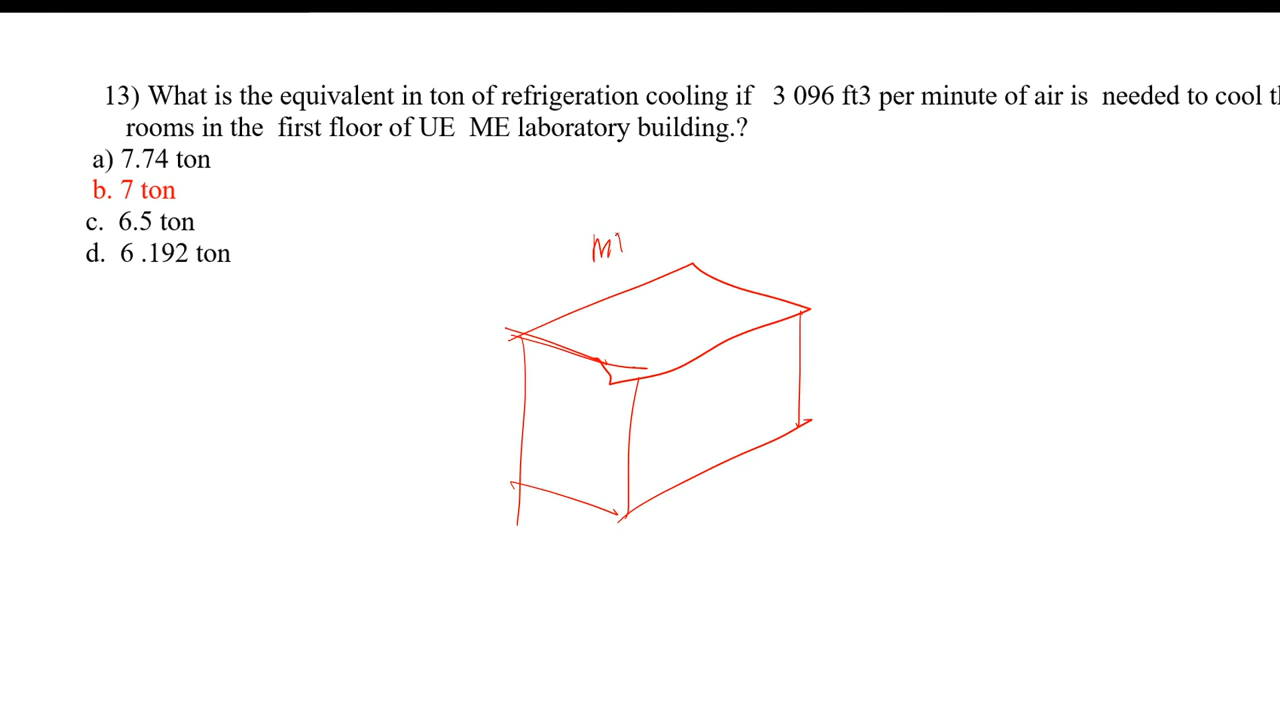 13) What is the equivalent in ton of refrigeration cooling if 3 096 ft3 per minute of air is needed to cool
rooms in the first floor of UE ME laboratory building.?
a) 7.74 ton
b. 7 ton
c. 6.5 ton
d. 6 .192 ton